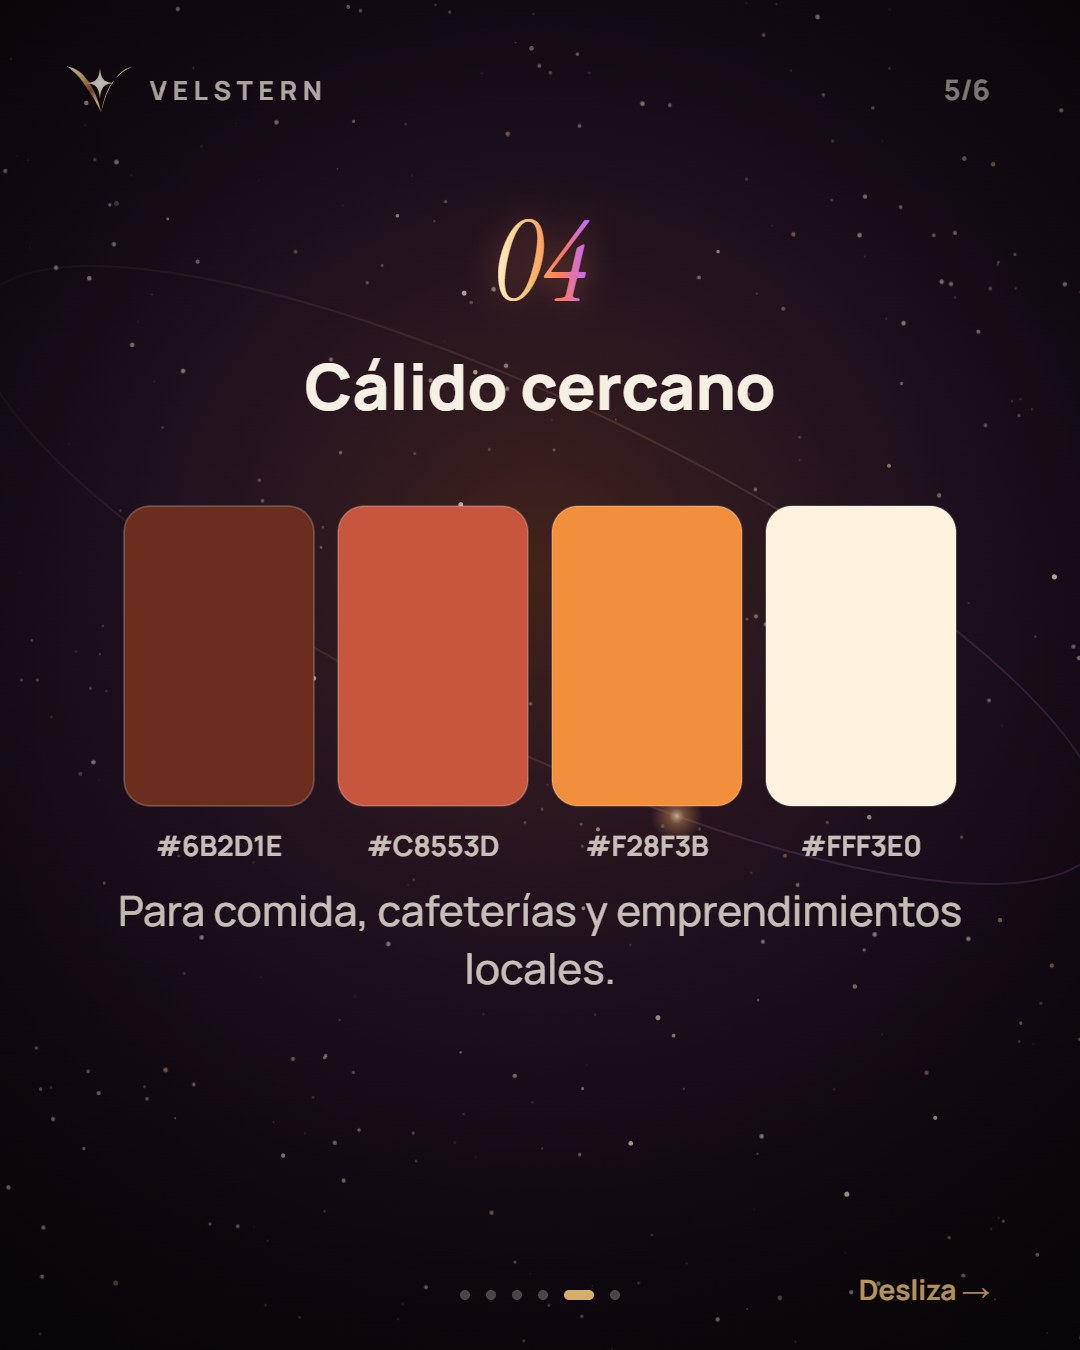 VELSTERN
5/6
04
Cálido cercano
#6B2D1E
#C8553D
#F28F3B
#FFF3E0
Para comida, cafeterías y emprendimientos
locales.
Desliza →